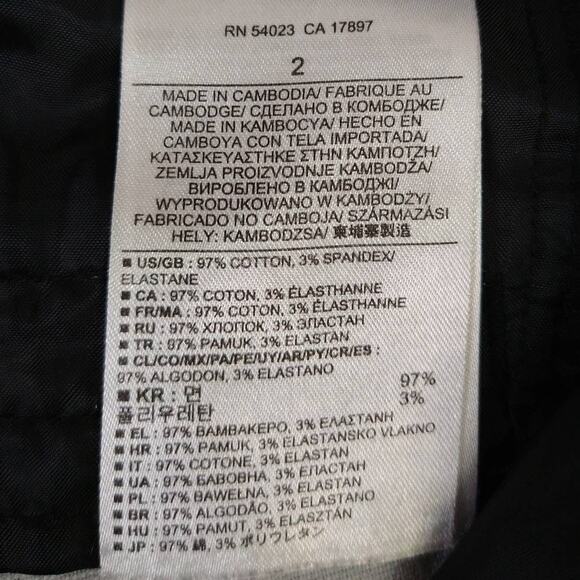 RN 54023 CA 17897
2
MADE IN CAMBODIA/ FABRIQUE AU
CAMBODGE/ СДЕЛАНО В КОМБОДЖЕ/
MADE IN KAMBOCYA/ HECHO EN
CAMBOYA CON TELA IMPORTADA/
ΚΑΤΑΣΚΕΥΑΣΤΗΚΕ ΣΤΗΝ ΚΑΜΠΟΤΖΗ/
ZEMLJA PROIZVODNJE KAMBODŽA/
ВИРОБЛЕНО В КАМБОДЖІ/
WYPRODUKOWANO W KAMBODŻY/
FABRICADO NO CAMBOJA/ SZÁRMAZÁSI
HELY: KAMBODZSA/ 柬埔寨製造
■ US/GB : 97% COTTON, 3% SPANDEX/
ELASTANE
■ CA : 97% COTON, 3% ÉLASTHANNE
■ FR/MA : 97% COTON, 3% ÉLASTHANNE
■ RU : 97% ХЛОПОК, 3% ЭЛАСТАН
■ TR : 97% PAMUK, 3% ELASTAN
■ CL/CO/MX/PA/PE/UY/AR/PY/CR/ES :
97% ALGODON, 3% ELASTANO
■ KR : 면 97%
폴리우레탄 3%
■ EL : 97% ΒΑΜΒΑΚΕΡΟ, 3% ΕΛΑΣΤΑΝΗ
■ HR : 97% PAMUK, 3% ELASTANSKO VLAKNO
■ IT : 97% COTONE, 3% ELASTAN
■ UA : 97% БАВОВНА, 3% ЕЛАСТАН
■ PL : 97% BAWEŁNA, 3% ELASTAN
■ BR : 97% ALGODÃO, 3% ELASTANO
■ HU : 97% PAMUT, 3% ELASZTÁN
■ JP : 97% 綿, 3% ポリウレタン